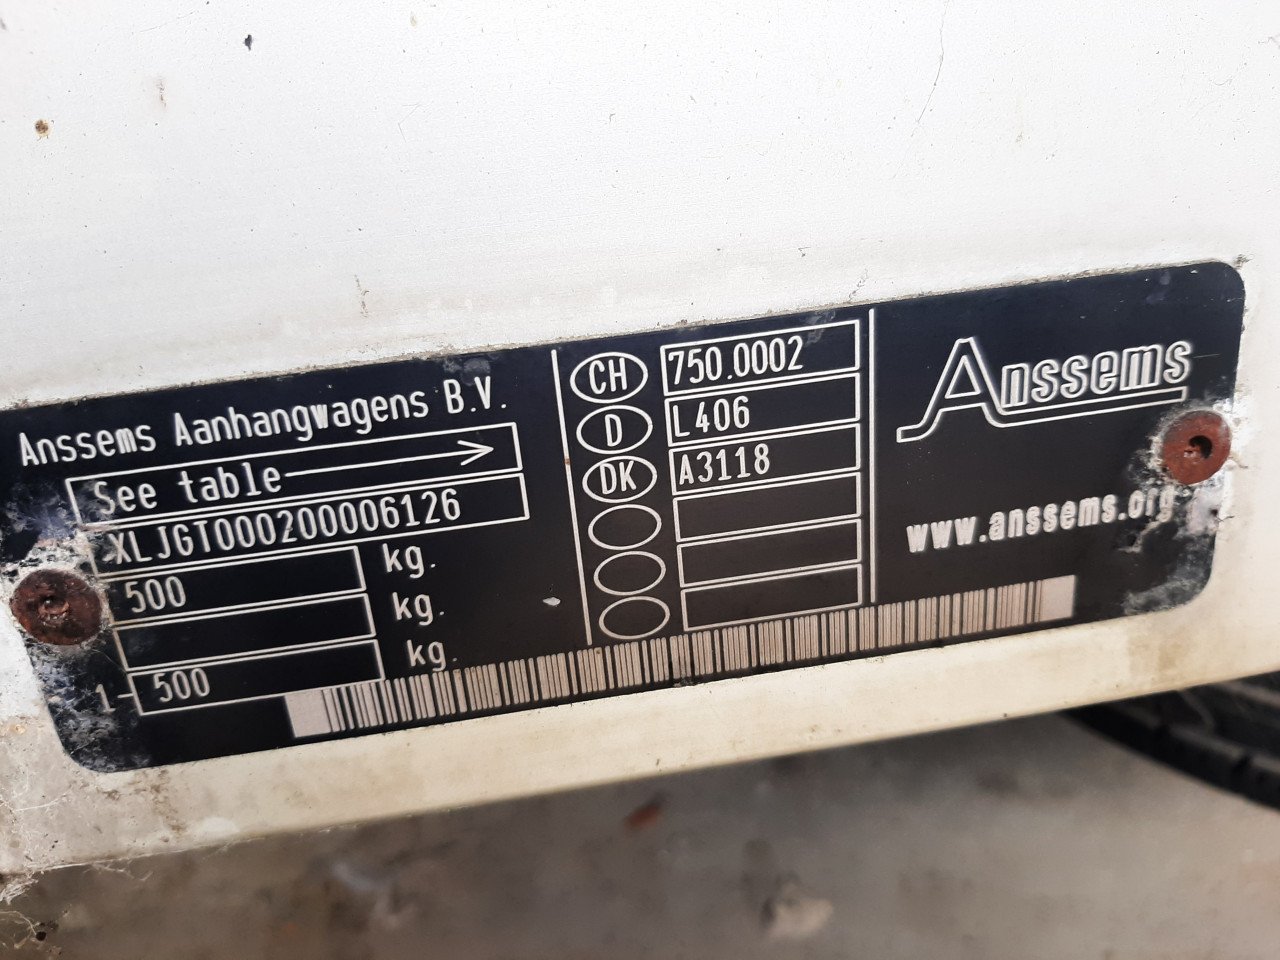 Anssems Aanhangwagens B.V.
See table
XLJGT000200006126
500 kg.
kg.
1- 500 kg.
CH 750.0002
D L406
DK A3118
Anssems
www.anssems.org